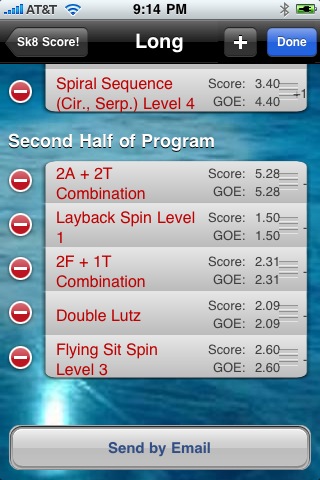 AT&T 9:14 PM
Sk8 Score! Long + Done
Spiral Sequence Score: 3.40
(Cir., Serp.) Level 4 GOE: 4.40 +1
Second Half of Program
2A + 2T Score: 5.28
Combination GOE: 5.28 -
Layback Spin Level Score: 1.50
1 GOE: 1.50 -
2F + 1T Score: 2.31
Combination GOE: 2.31 -
Double Lutz Score: 2.09
GOE: 2.09 -
Flying Sit Spin Score: 2.60
Level 3 GOE: 2.60 -
Send by Email